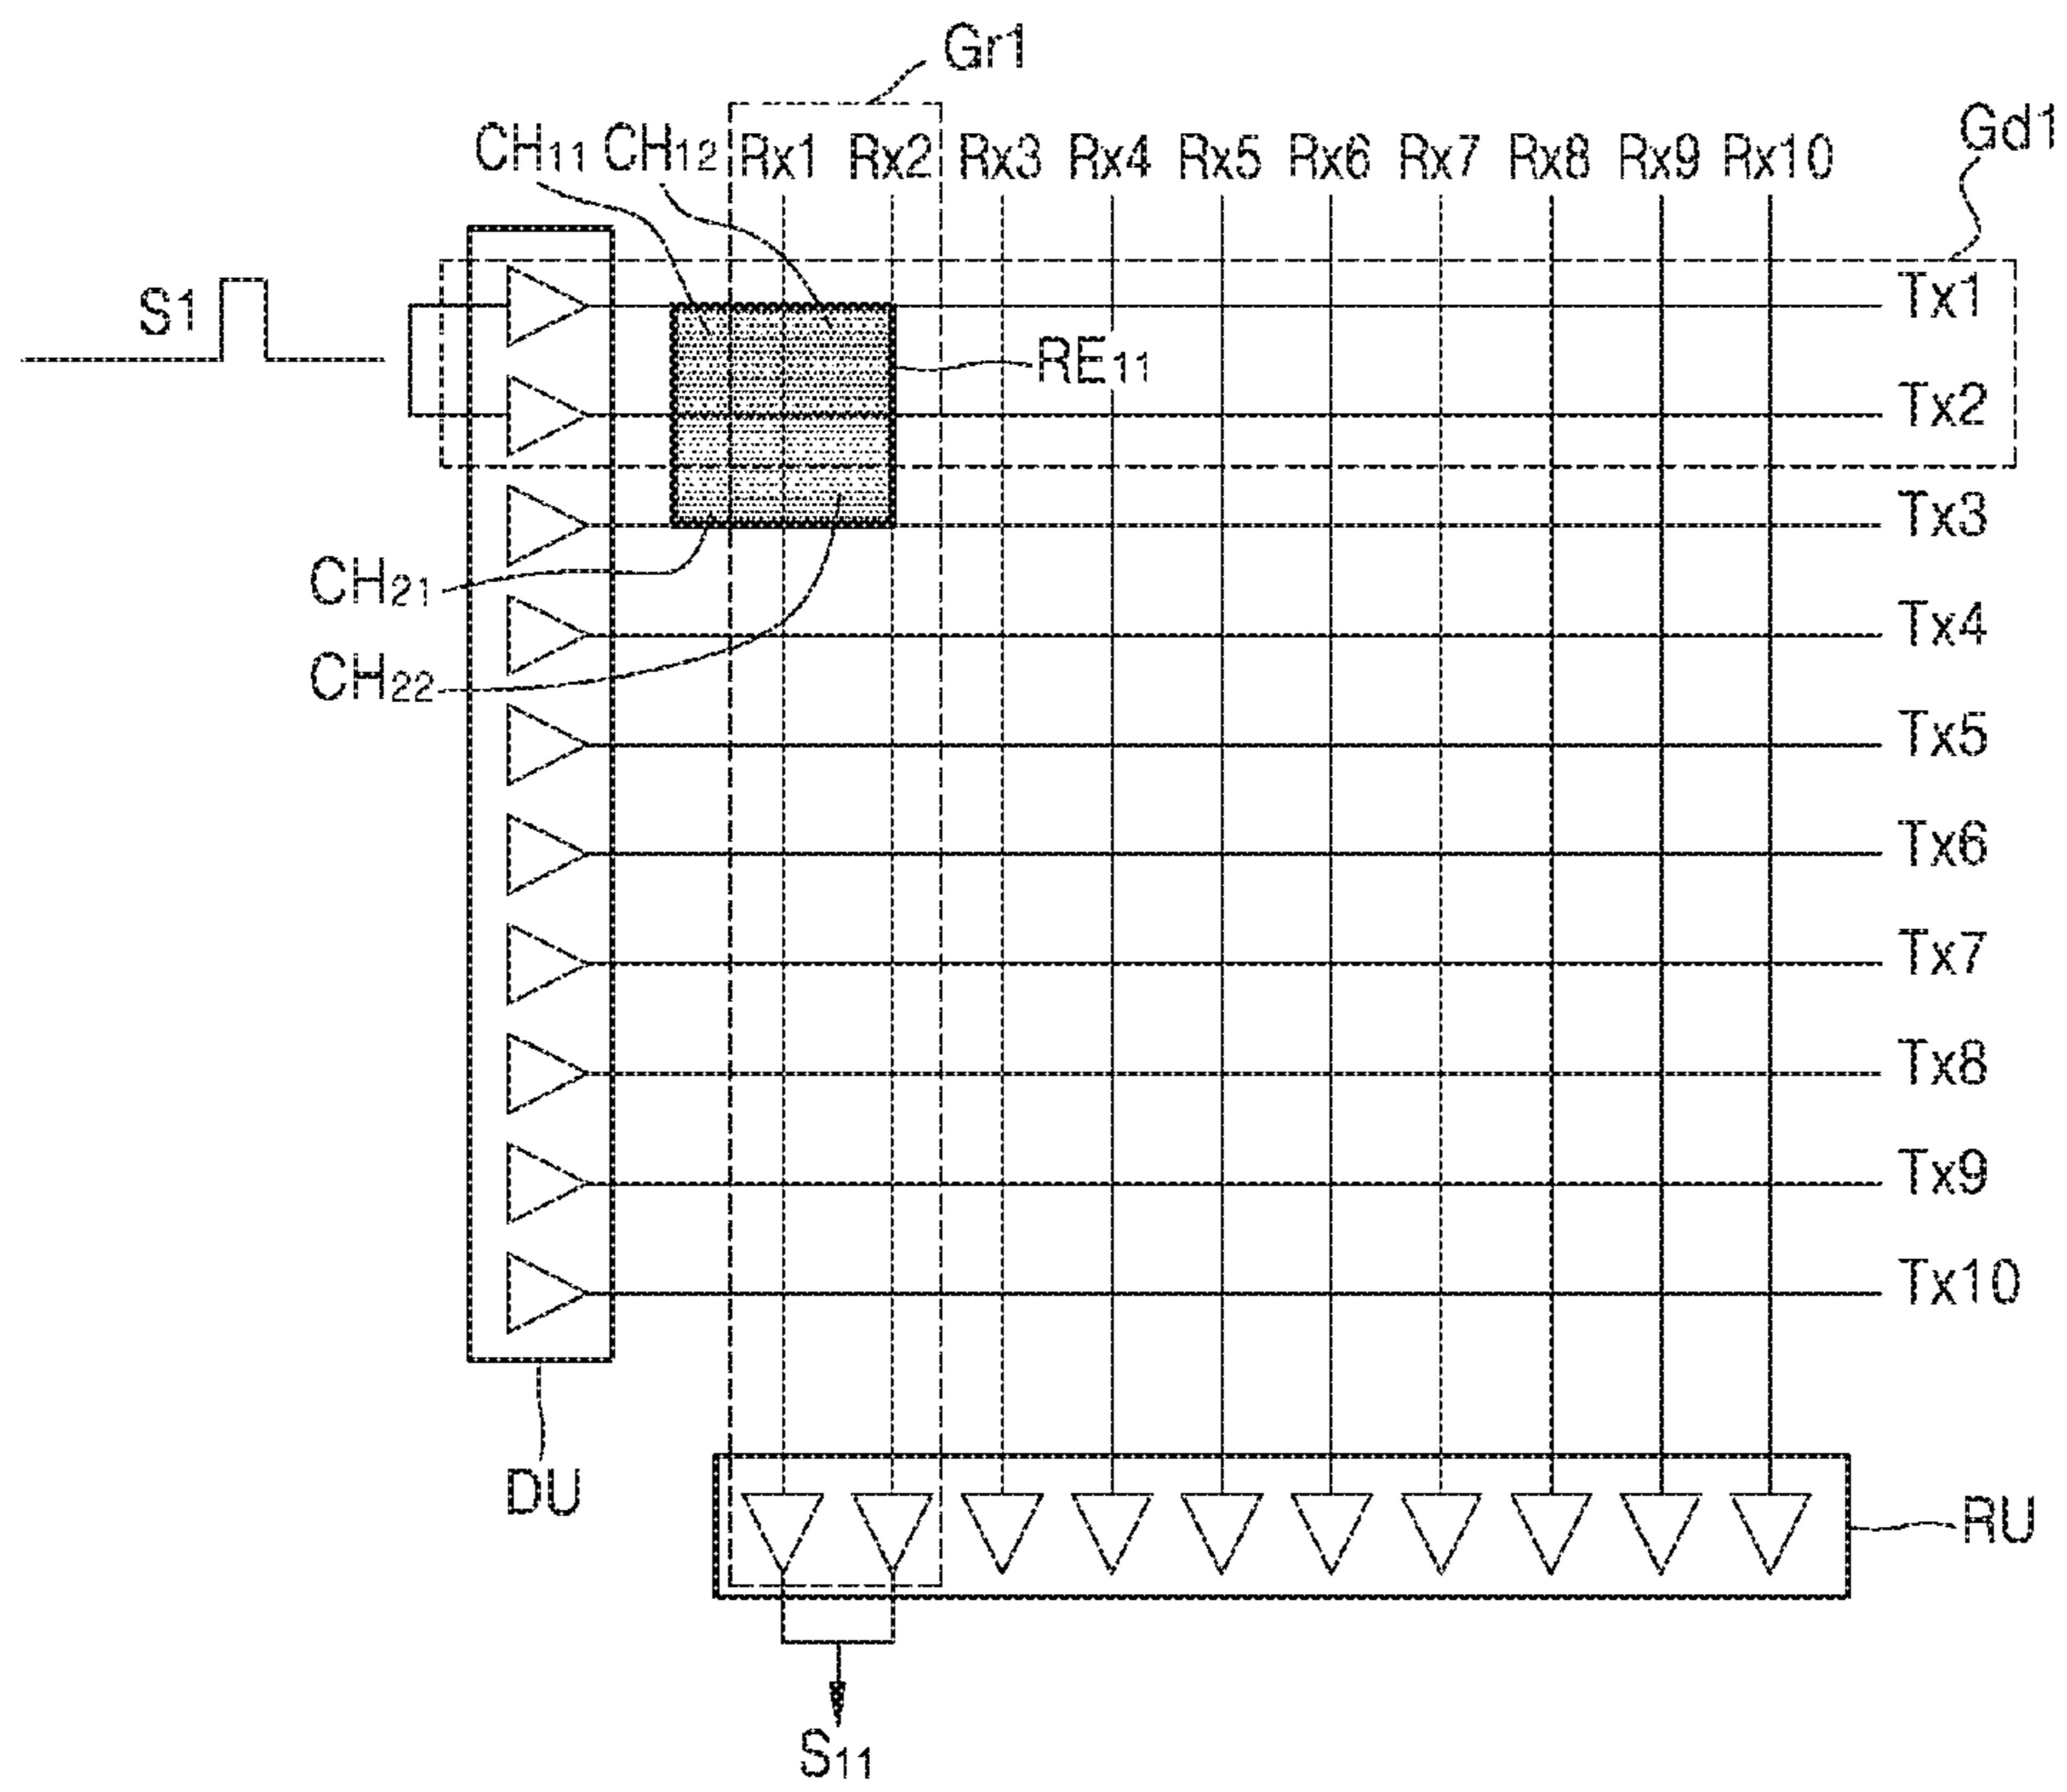 Gr1
Gd1
CH11 CH12 Rx1 Rx2 Rx3 Rx4 Rx5 Rx6 Rx7 Rx8 Rx9 Rx10
S1
Tx1
RE11
Tx2
Tx3
CH21
Tx4
CH22
Tx5
Tx6
Tx7
Tx8
Tx9
Tx10
DU
RU
S11